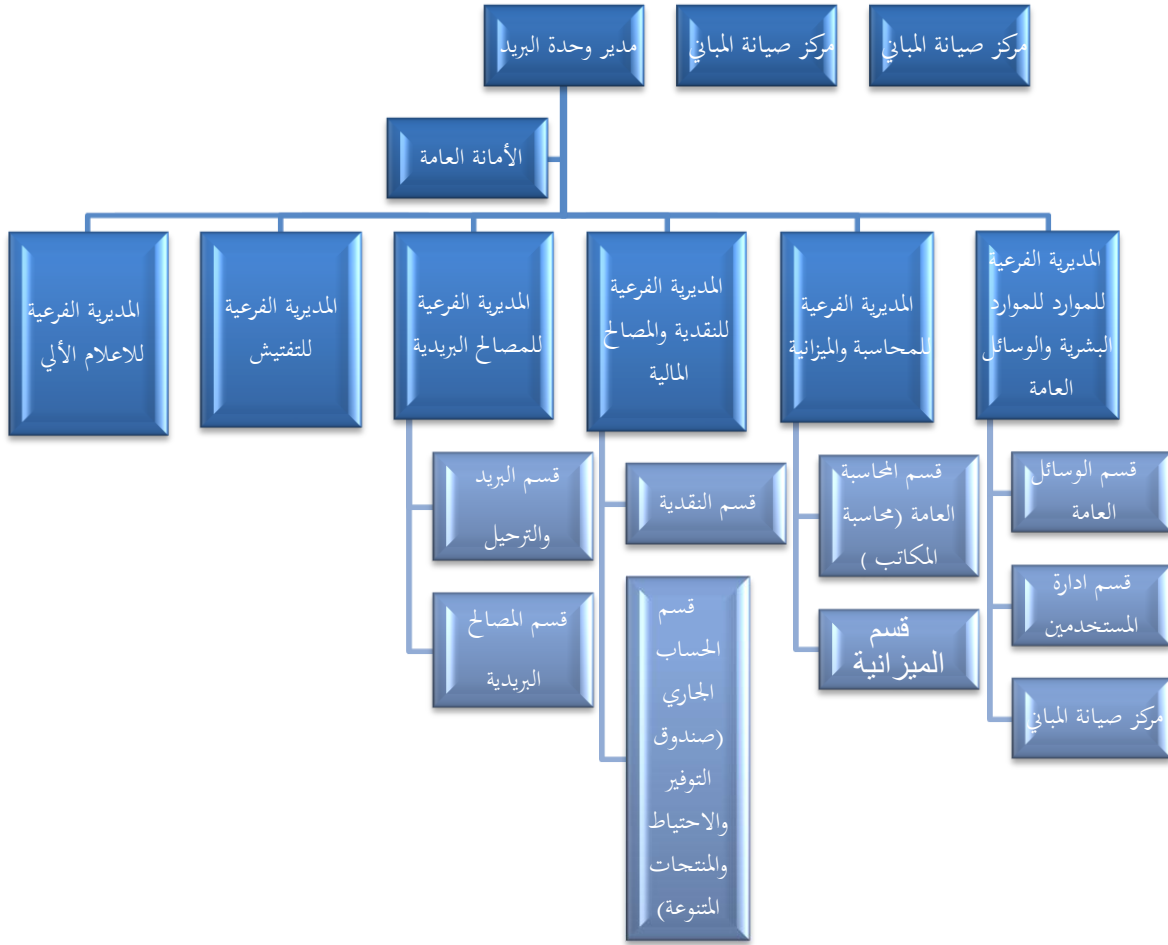 مركز صيانة المباني
مركز صيانة المباني
مدير وحدة البريد
الأمانة العامة
المديرية الفرعية
للموارد للموارد
البشرية والوسائل
العامة
المديرية الفرعية
للمحاسبة والميزانية
المديرية الفرعية
للنقدية والمصالح
المالية
المديرية الفرعية
للمصالح البريدية
المديرية الفرعية
للتفتيش
المديرية الفرعية
للاعلام الألي
قسم الوسائل
العامة
قسم ادارة
المستخدمين
مركز صيانة المباني
قسم المحاسبة
العامة (محاسبة
المكاتب )
قسم
الميزانية
قسم النقدية
قسم
الحساب
الجاري
(صندوق
التوفير
والاحتياط
والمنتجات
المتنوعة)
قسم البريد
والترحيل
قسم المصالح
البريدية